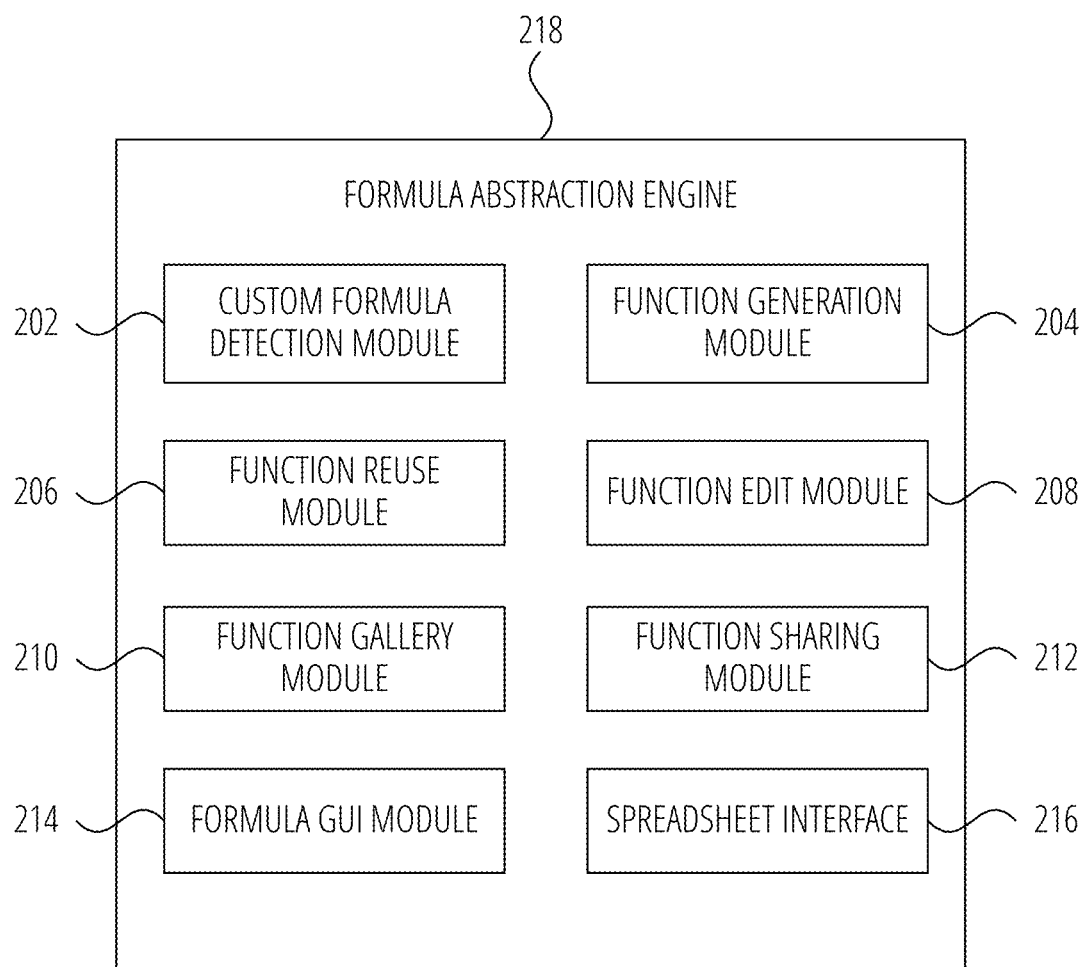 218
FORMULA ABSTRACTION ENGINE
CUSTOM FORMULA
DETECTION MODULE
202
FUNCTION GENERATION
MODULE
204
FUNCTION REUSE
MODULE
206
FUNCTION EDIT MODULE
208
FUNCTION GALLERY
MODULE
210
FUNCTION SHARING
MODULE
212
FORMULA GUI MODULE
214
SPREADSHEET INTERFACE
216